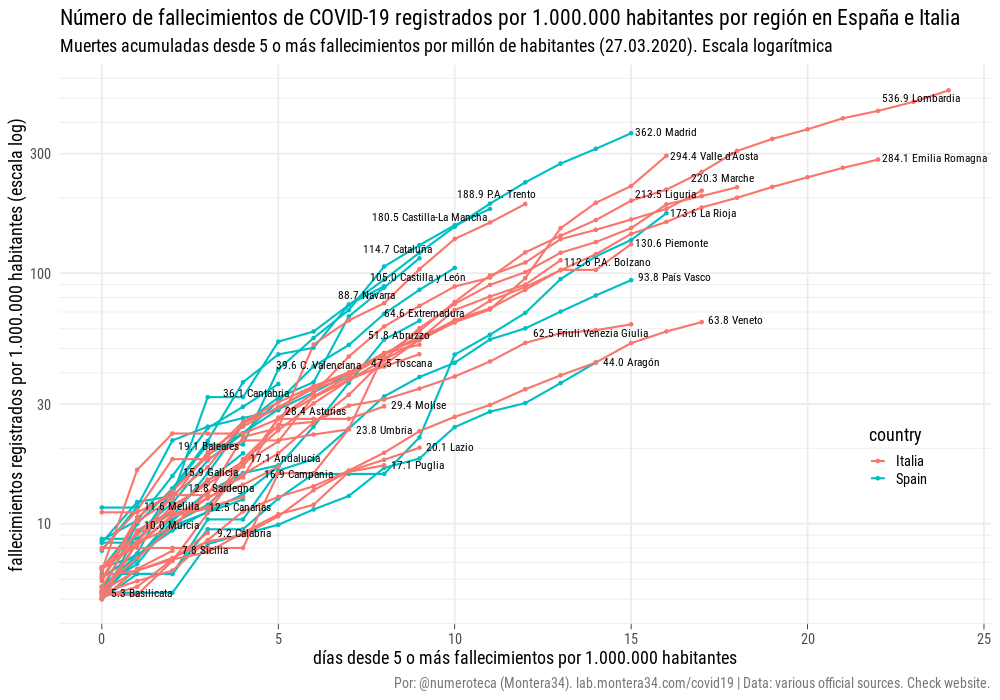 Número de fallecimientos de COVID-19 registrados por 1.000.000 habitantes por región en España e Italia
Muertes acumuladas desde 5 o más fallecimientos por millón de habitantes (27.03.2020). Escala logarítmica
fallecimientos registrados por 1.000.000 habitantes (escala log)
300
100
30
10
536.9 Lombardia
362.0 Madrid
294.4 Valle d'Aosta
284.1 Emilia Romagna
220.3 Marche
188.9 P.A. Trento
213.5 Liguria
180.5 Castilla-La Mancha
173.6 La Rioja
130.6 Piemonte
114.7 Cataluña
112.6 P.A. Bolzano
105.0 Castilla y León
93.8 País Vasco
88.7 Navarra
64.6 Extremadura
63.8 Veneto
62.5 Friuli Venezia Giulia
51.8 Abruzzo
39.6 C. Valenciana
47.5 Toscana
44.0 Aragón
36.1 Cantabria
28.4 Asturias
29.4 Molise
23.8 Umbria
19.1 Baleares
20.1 Lazio
17.1 Andalucía
17.1 Puglia
15.9 Galicia
16.9 Campania
12.8 Sardegna
11.6 Melilla
12.5 Canarias
10.0 Murcia
9.2 Calabria
7.8 Sicilia
5.3 Basilicata
country
Italia
Spain
0
5
10
15
20
25
días desde 5 o más fallecimientos por 1.000.000 habitantes
Por: @numeroteca (Montera34). lab.montera34.com/covid19 | Data: various official sources. Check website.